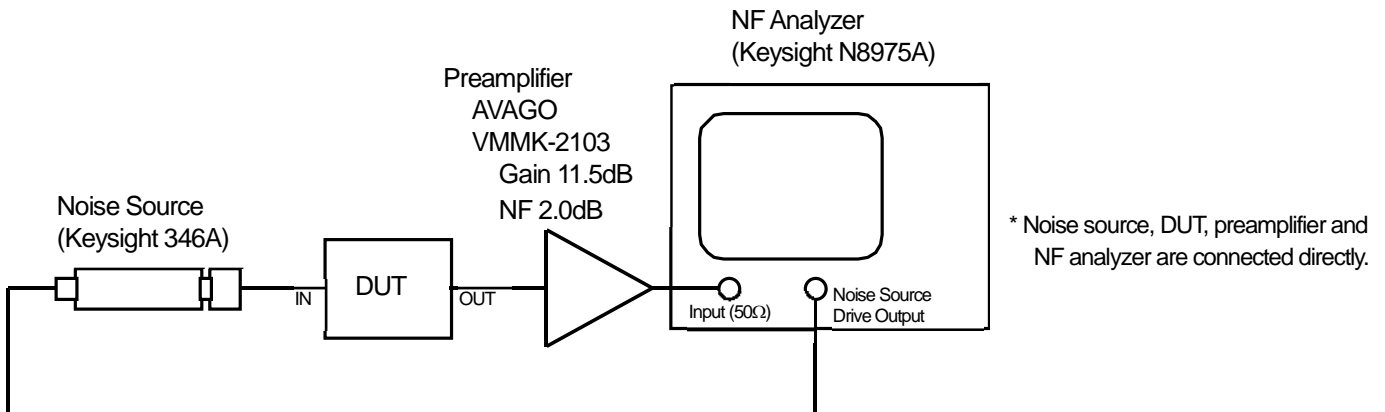 NF Analyzer
(Keysight N8975A)
Preamplifier
AVAGO
VMMK-2103
Gain 11.5dB
NF 2.0dB
Noise Source
(Keysight 346A)
* Noise source, DUT, preamplifier and
NF analyzer are connected directly.
IN
DUT
OUT
Input (50Ω)
Noise Source
Drive Output